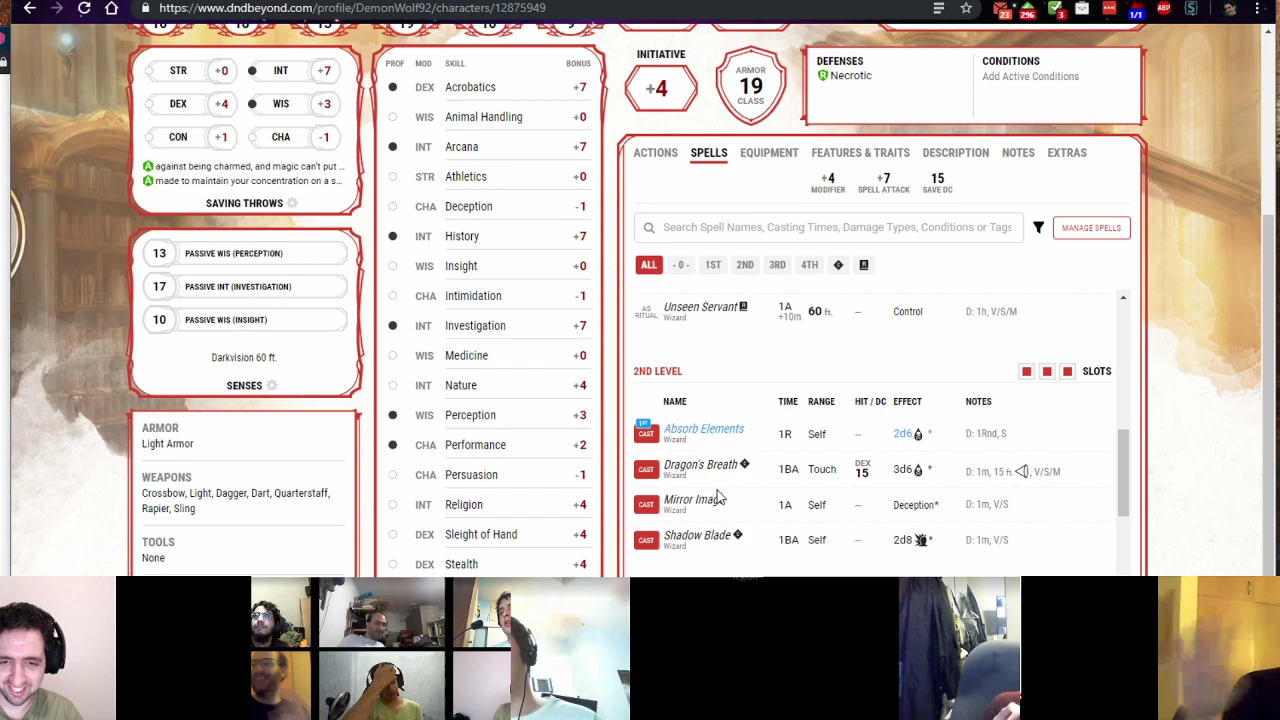 https://www.dndbeyond.com/profile/DemonWolf92/characters/12875949
23 296 3 1/1 ABP
STR +0 INT +7
DEX +4 WIS +3
CON +1 CHA -1
against being charmed, and magic can't put ...
made to maintain your concentration on a s...
SAVING THROWS
13 PASSIVE WIS (PERCEPTION)
17 PASSIVE INT (INVESTIGATION)
10 PASSIVE WIS (INSIGHT)
Darkvision 60 ft.
SENSES
ARMOR
Light Armor
WEAPONS
Crossbow, Light, Dagger, Dart, Quarterstaff,
Rapier, Sling
TOOLS
None
PROF MOD SKILL BONUS
DEX Acrobatics +7
WIS Animal Handling +0
INT Arcana +7
STR Athletics +0
CHA Deception -1
INT History +7
WIS Insight +0
CHA Intimidation -1
INT Investigation +7
WIS Medicine +0
INT Nature +4
WIS Perception +3
CHA Performance +2
CHA Persuasion -1
INT Religion +4
DEX Sleight of Hand +4
DEX Stealth +4
INITIATIVE
+4
ARMOR
19
CLASS
DEFENSES
R Necrotic
CONDITIONS
Add Active Conditions
ACTIONS SPELLS EQUIPMENT FEATURES & TRAITS DESCRIPTION NOTES EXTRAS
+4 +7 15
MODIFIER SPELL ATTACK SAVE DC
Search Spell Names, Casting Times, Damage Types, Conditions or Tags
MANAGE SPELLS
ALL - 0 - 1ST 2ND 3RD 4TH
AS RITUAL Unseen Servant 1A 60 ft. -- Control D: 1h, V/S/M
Wizard +10m
2ND LEVEL SLOTS
NAME TIME RANGE HIT / DC EFFECT NOTES
1ST CAST Absorb Elements 1R Self -- 2d6 * D: 1Rnd, S
Wizard
CAST Dragon's Breath 1BA Touch DEX 15 3d6 * D: 1m, 15 ft. , V/S/M
Wizard
CAST Mirror Image 1A Self -- Deception* D: 1m, V/S
Wizard
CAST Shadow Blade 1BA Self -- 2d8 * D: 1m, V/S
Wizard